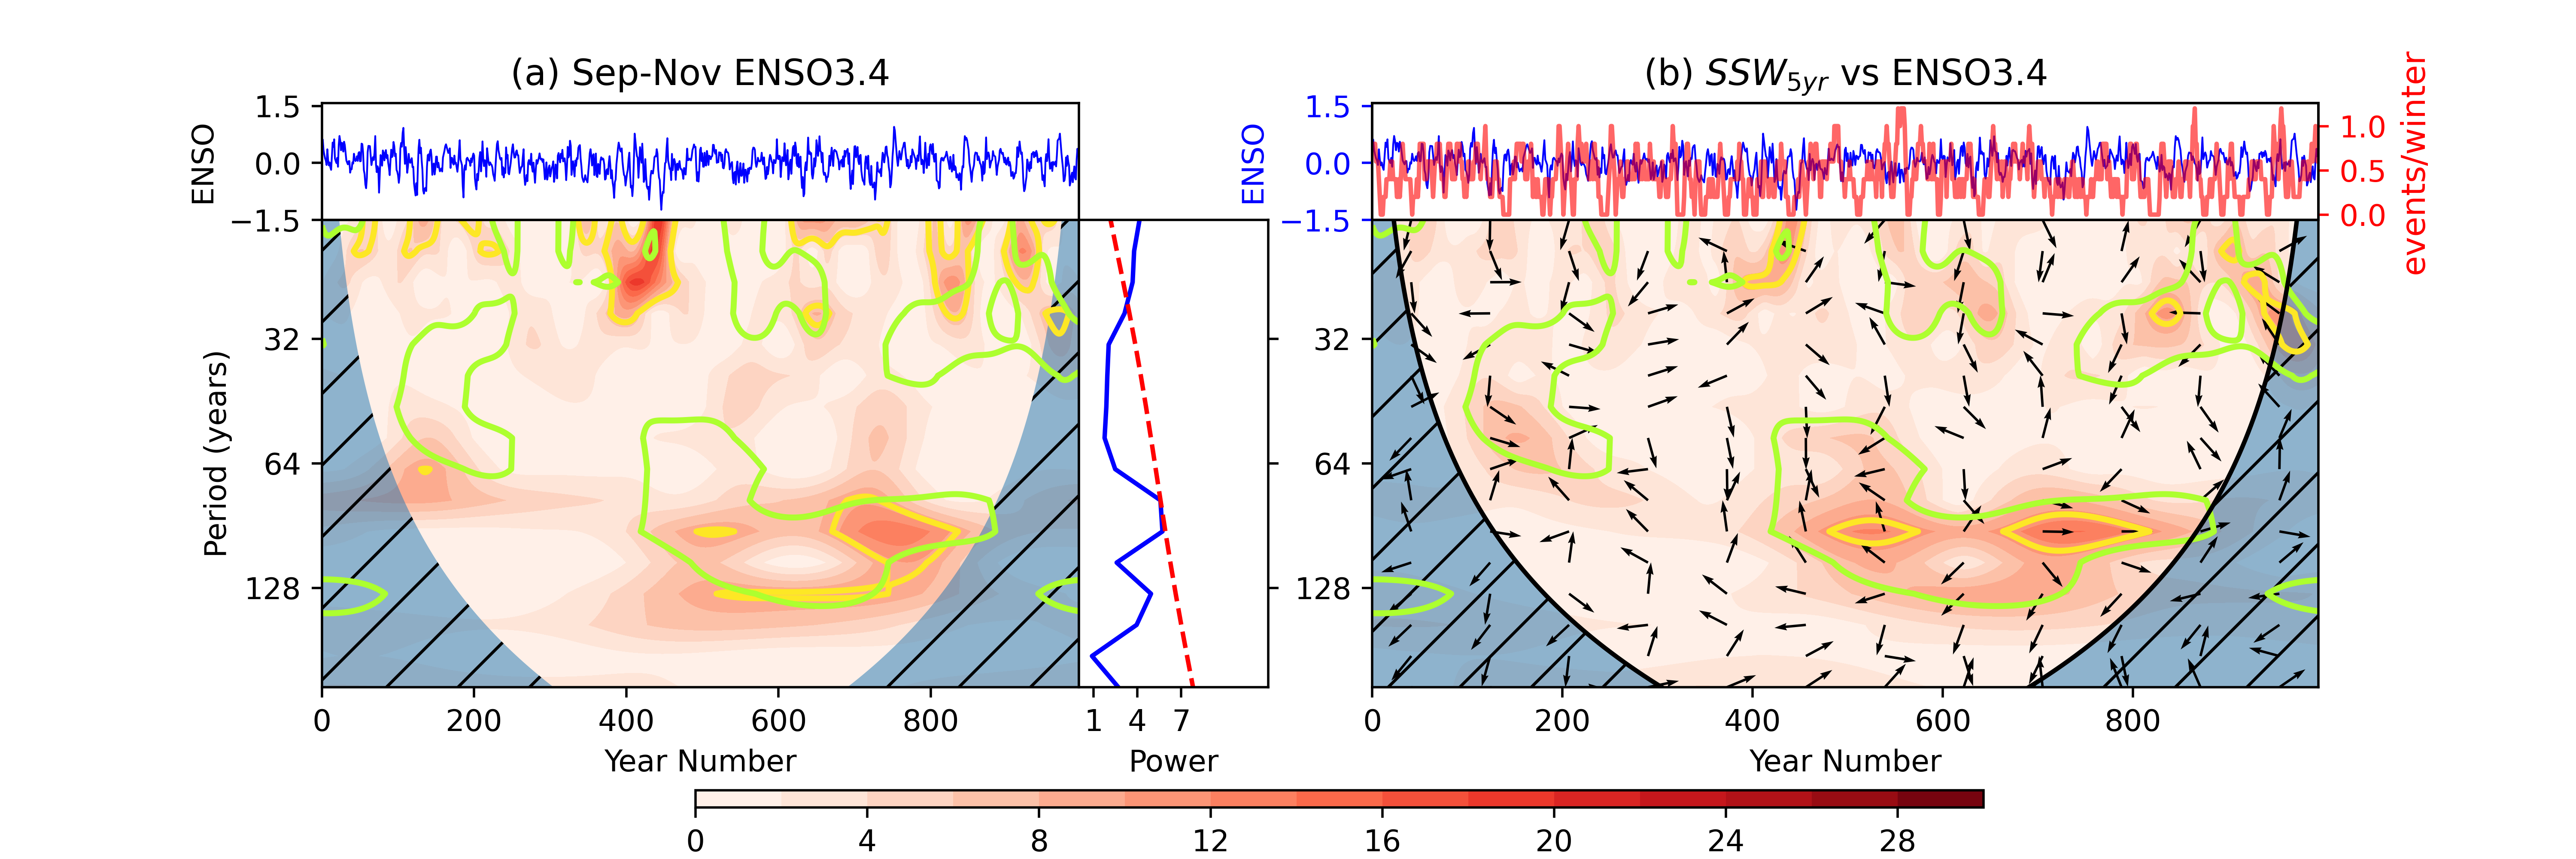 (a) Sep-Nov ENSO3.4
(b) SSW5yr vs ENSO3.4
ENSO
1.5
0.0
−1.5
ENSO
1.5
0.0
−1.5
1.0
0.5
0.0
events/winter
Period (years)
32
64
128
32
64
128
0 200 400 600 800
Year Number
1 4 7
Power
0 200 400 600 800
Year Number
0 4 8 12 16 20 24 28